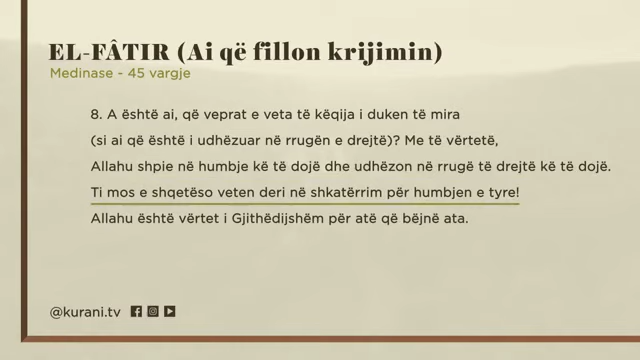 EL-FÂTIR (Ai që fillon krijimin)
Medinase - 45 vargje
8. A është ai, që veprat e veta të këqija i duken të mira
(si ai që është i udhëzuar në rrugën e drejtë)? Me të vërtetë,
Allahu shpie në humbje kë të dojë dhe udhëzon në rrugë të drejtë kë të dojë.
Ti mos e shqetëso veten deri në shkatërrim për humbjen e tyre!
Allahu është vërtet i Gjithëdijshëm për atë që bëjnë ata.
@kurani.tv